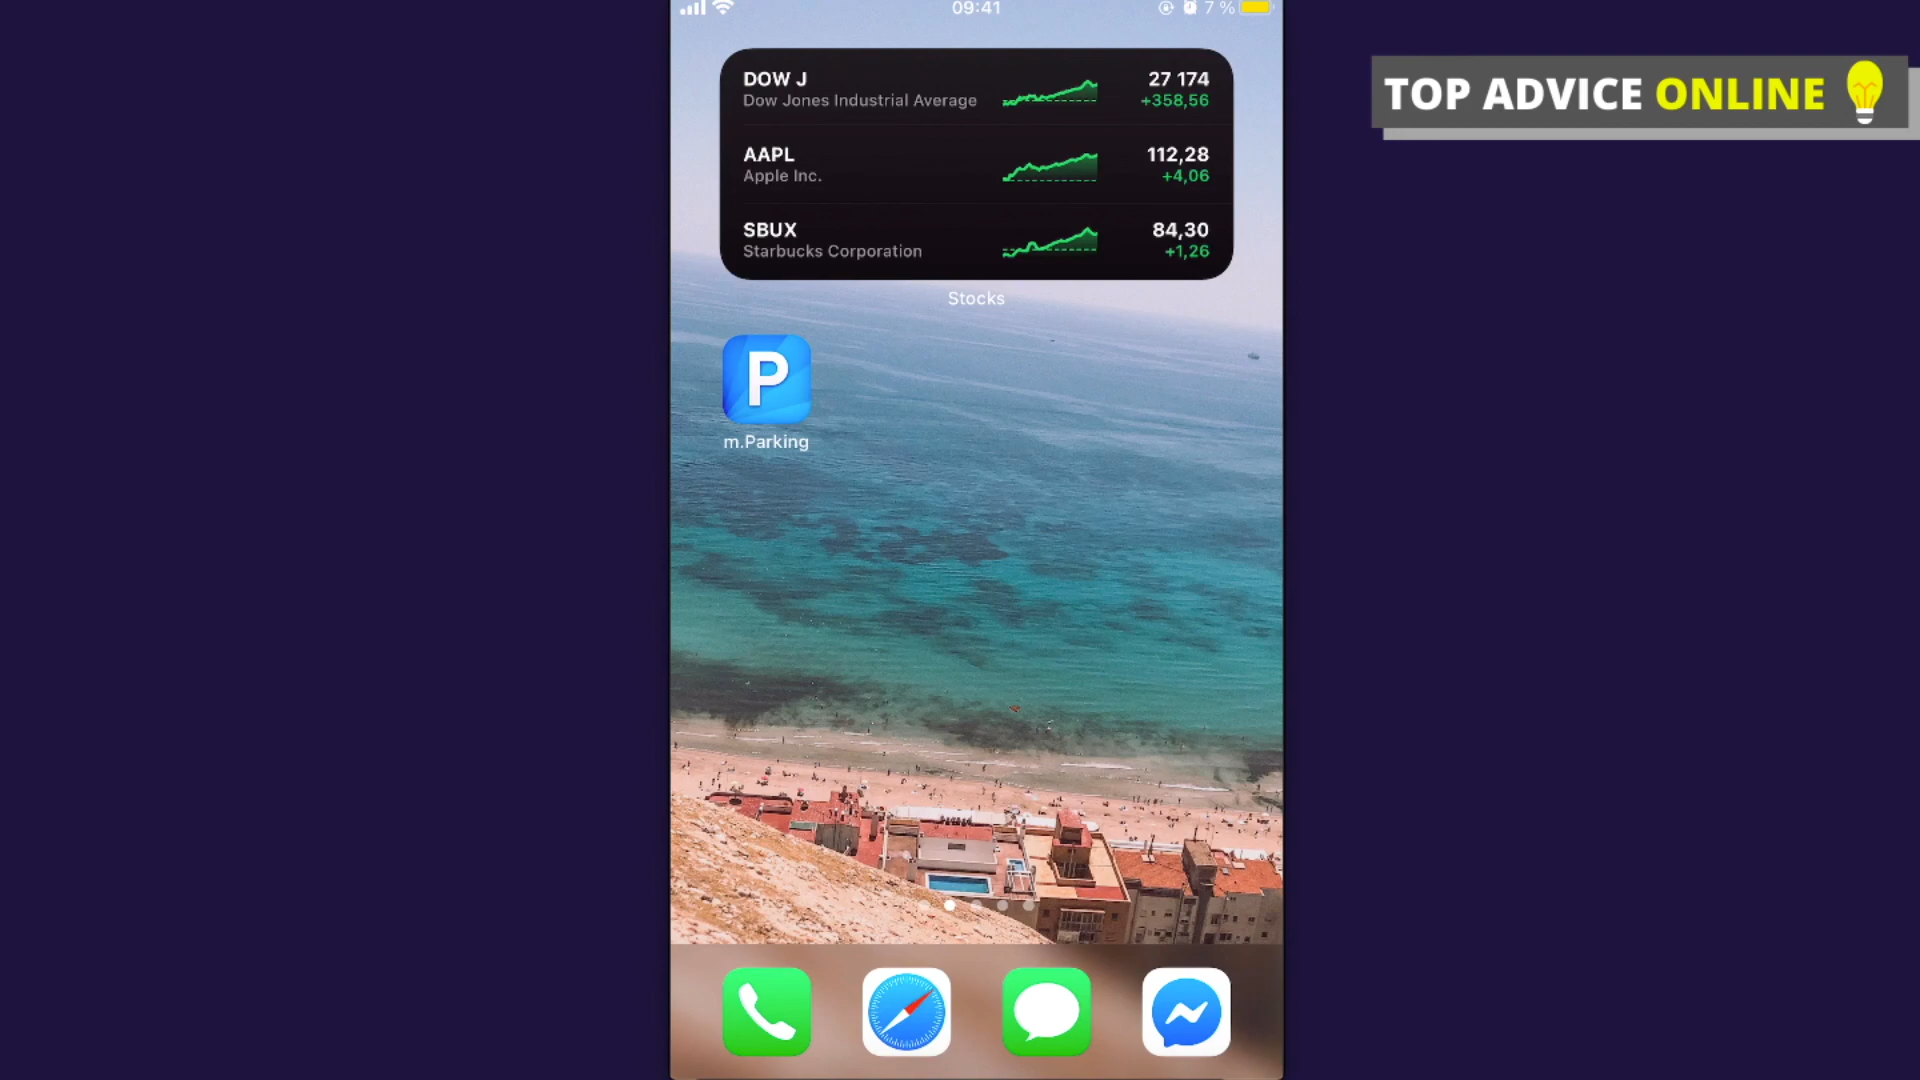 09:41
7 %
TOP ADVICE ONLINE
DOW J
27 174
Dow Jones Industrial Average
+358,56
AAPL
112,28
Apple Inc.
+4,06
SBUX
84,30
Starbucks Corporation
+1,26
Stocks
P
m.Parking